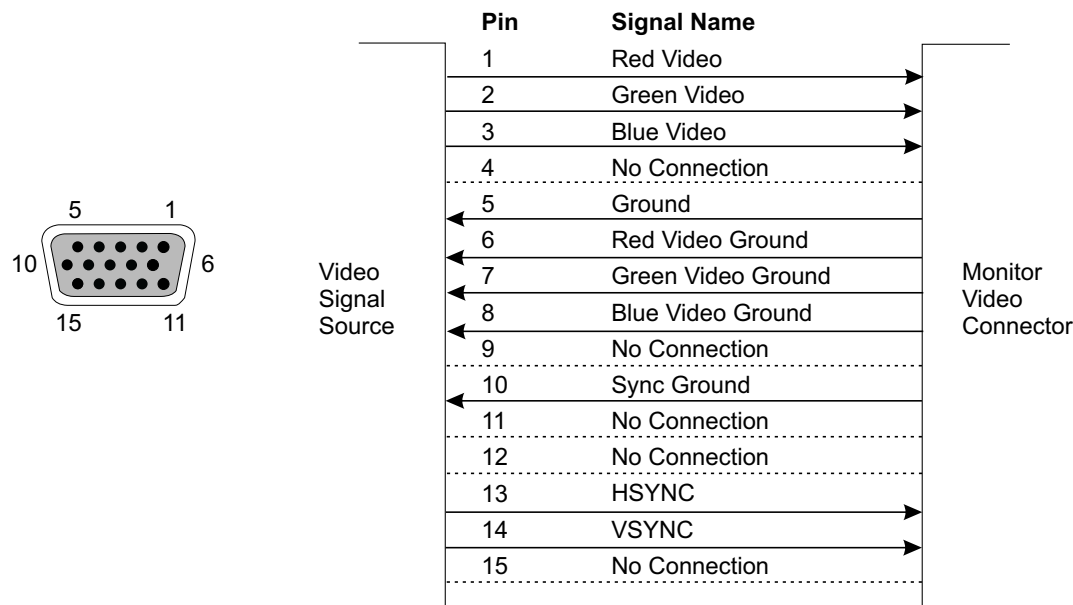 Pin Signal Name
1 Red Video
2 Green Video
3 Blue Video
4 No Connection
5 Ground
6 Red Video Ground
7 Green Video Ground
8 Blue Video Ground
9 No Connection
10 Sync Ground
11 No Connection
12 No Connection
13 HSYNC
14 VSYNC
15 No Connection
5 1
10 6
15 11
Video
Signal
Source
Monitor
Video
Connector